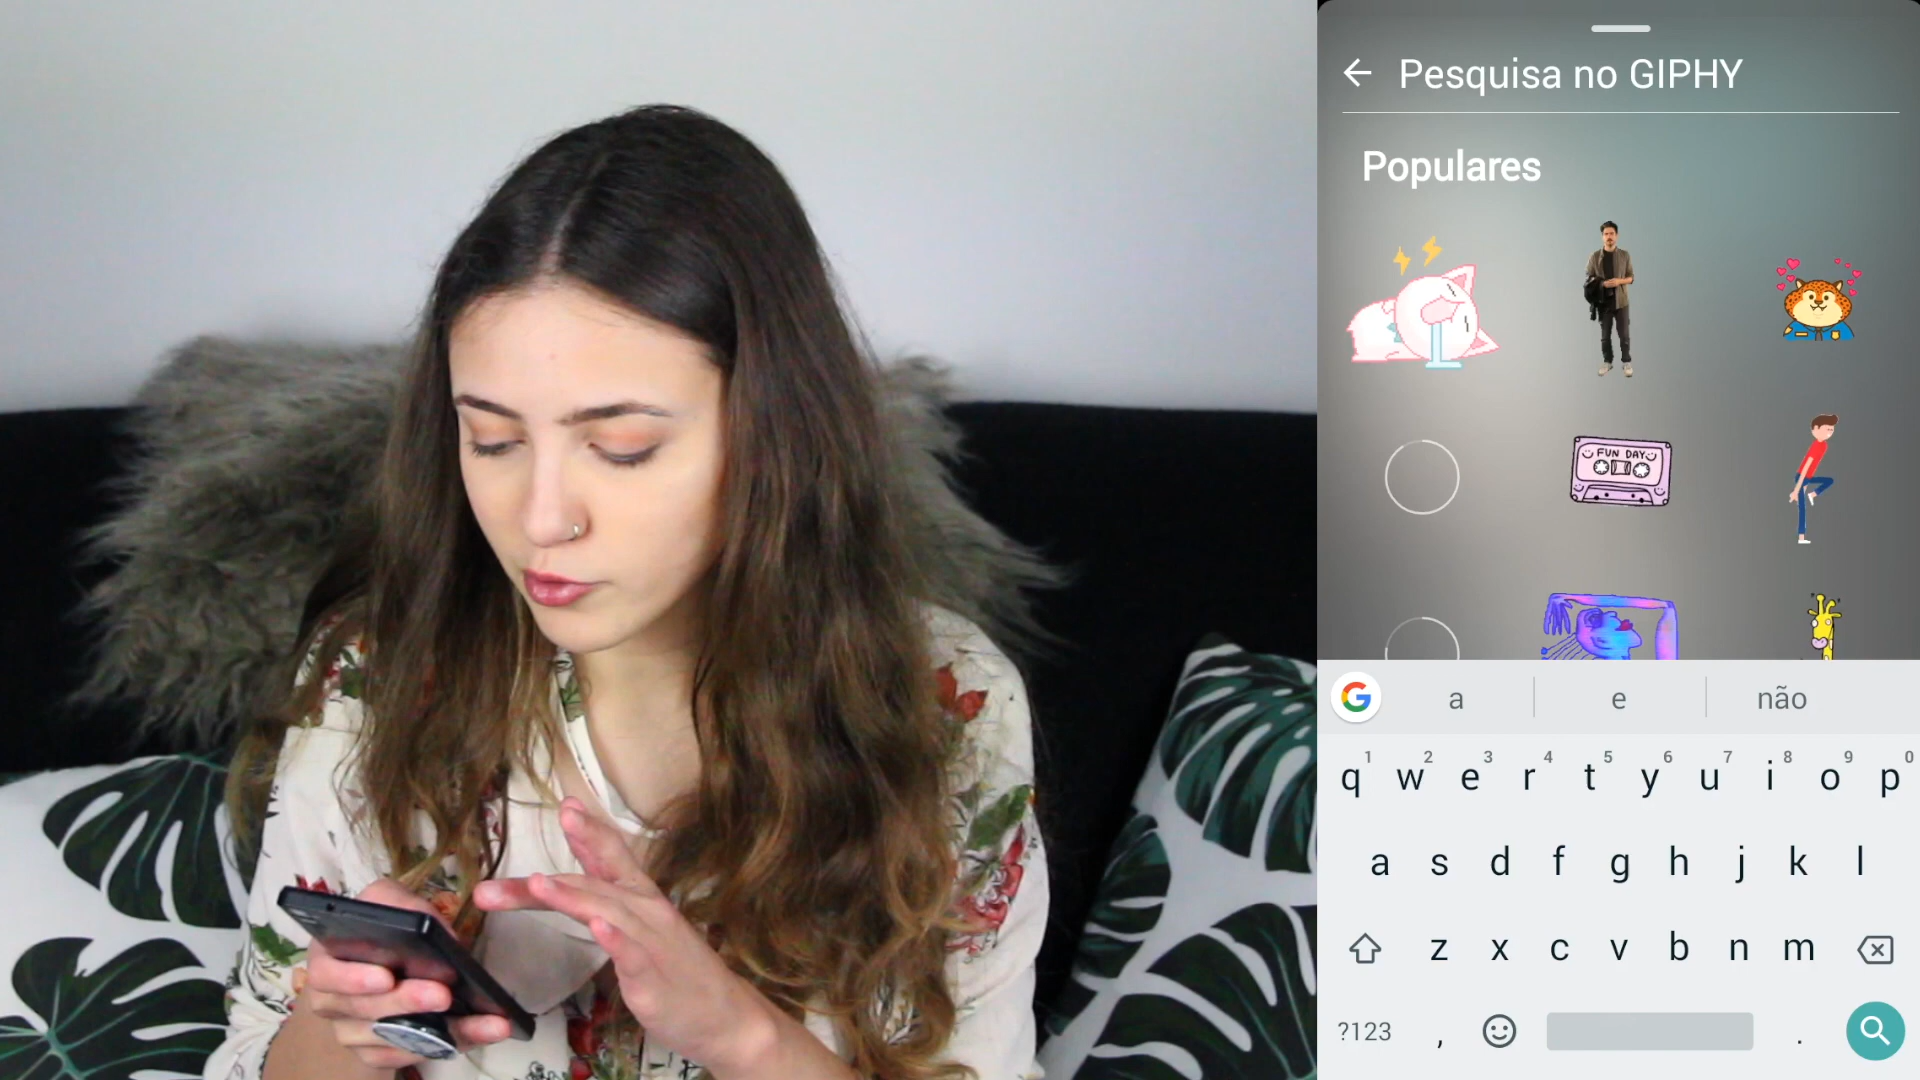 Pesquisa no GIPHY
Populares
FUN DAY
G
a e não
1 2 3 4 5 6 7 8 9 0
q w e r t y u i o p
a s d f g h j k l
z x c v b n m
?123 , .